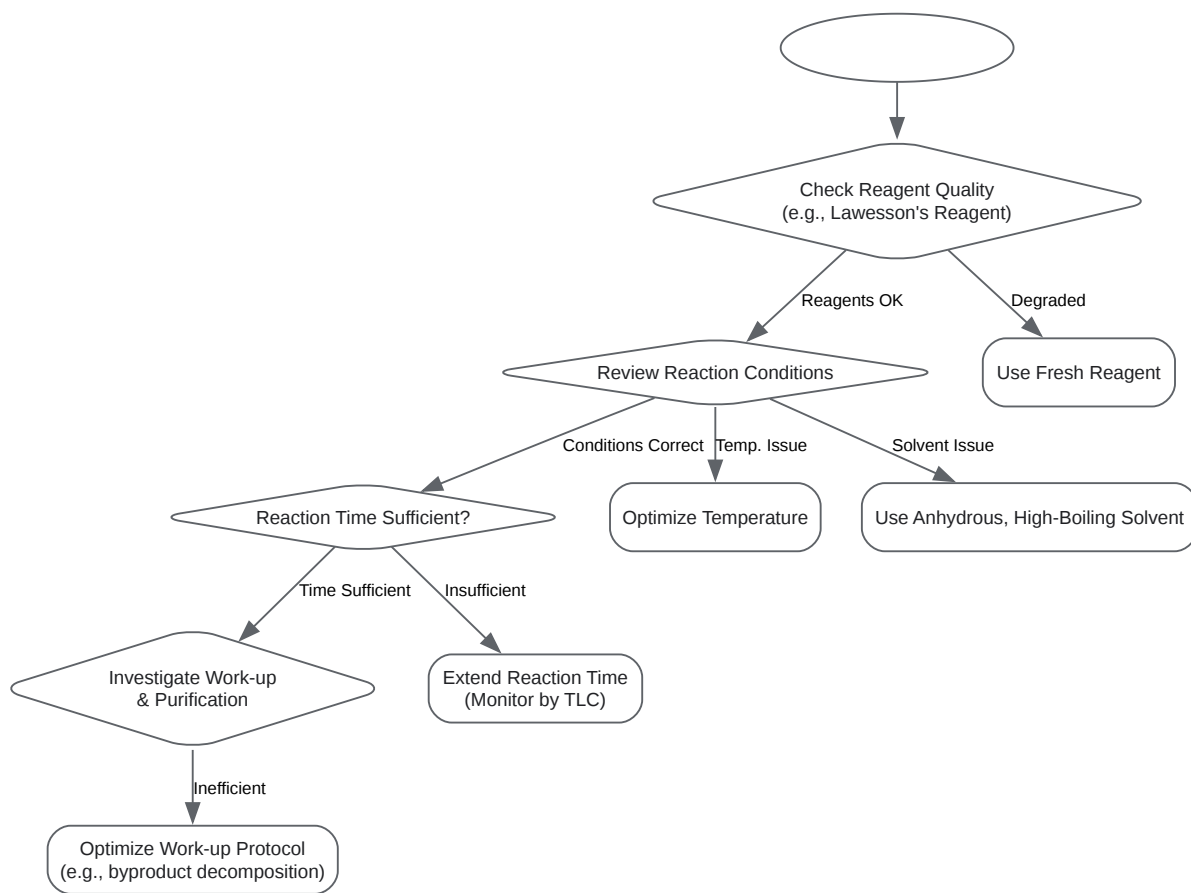 Check Reagent Quality
(e.g., Lawesson's Reagent)
Reagents OK
Degraded
Review Reaction Conditions
Use Fresh Reagent
Conditions Correct
Temp. Issue
Solvent Issue
Reaction Time Sufficient?
Optimize Temperature
Use Anhydrous, High-Boiling Solvent
Time Sufficient
Insufficient
Investigate Work-up
& Purification
Extend Reaction Time
(Monitor by TLC)
Inefficient
Optimize Work-up Protocol
(e.g., byproduct decomposition)